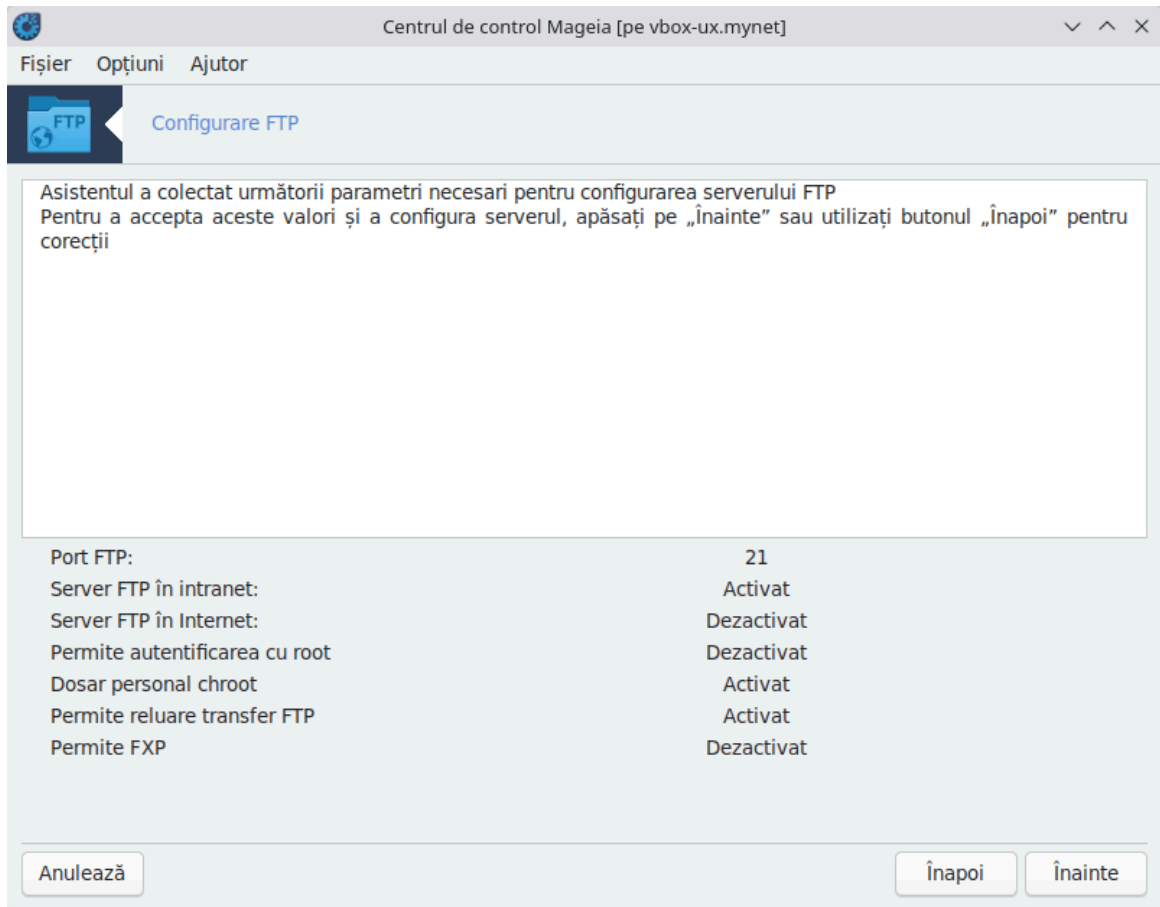 Centrul de control Mageia [pe vbox-ux.mynet]
Fișier Opțiuni Ajutor
FTP
Configurare FTP
Asistentul a colectat următorii parametri necesari pentru configurarea serverului FTP
Pentru a accepta aceste valori și a configura serverul, apăsați pe „Înainte” sau utilizați butonul „Înapoi” pentru
corecții
Port FTP: 21
Server FTP în intranet: Activat
Server FTP în Internet: Dezactivat
Permite autentificarea cu root Dezactivat
Dosar personal chroot Activat
Permite reluare transfer FTP Activat
Permite FXP Dezactivat
Anulează Înapoi Înainte